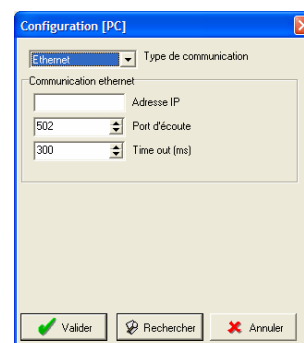 Configuration [PC]
Ethernet Type de communication
Communication ethernet
Adresse IP
502 Port d'écoute
300 Time out (ms)
Valider Rechercher Annuler